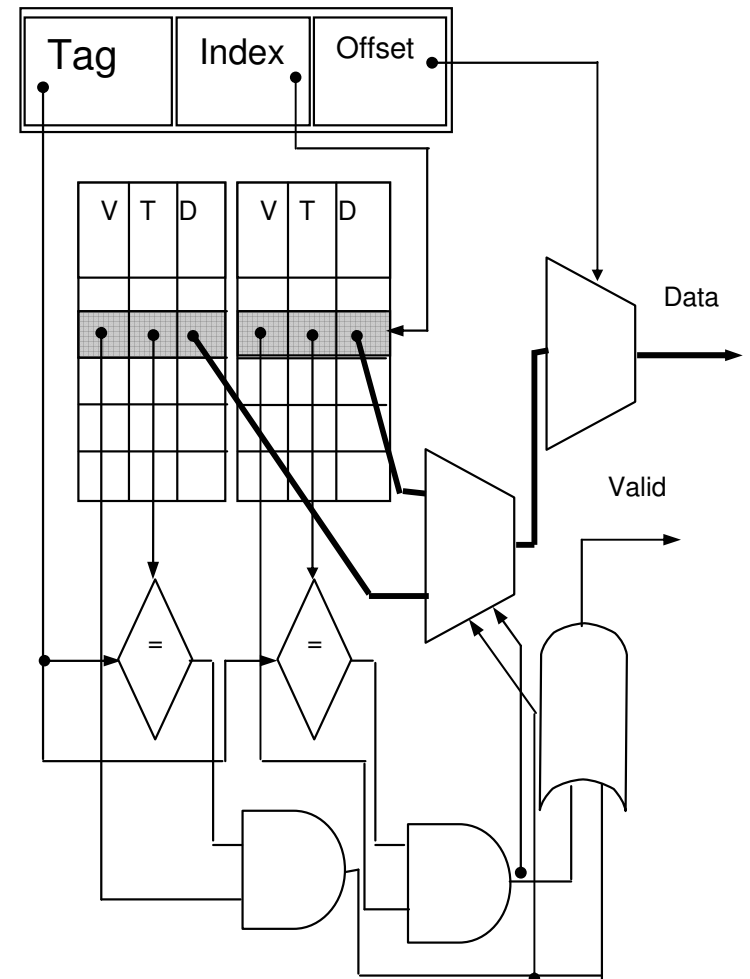 Tag Index Offset
V T D V T D
Data
Valid
= =